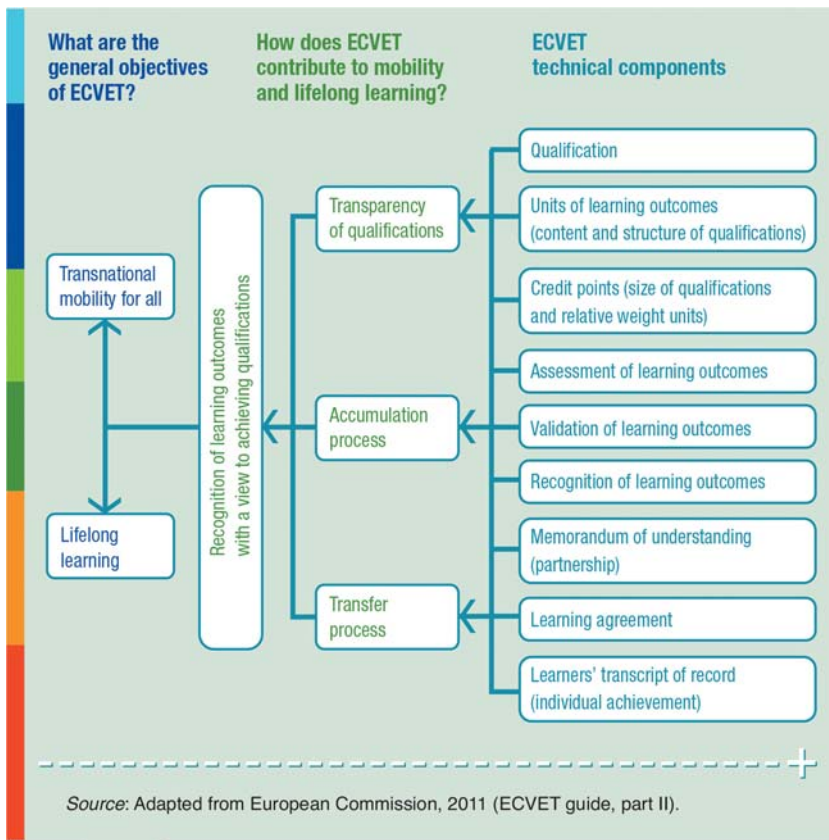 What are the
general objectives
of ECVET?
How does ECVET
contribute to mobility
and lifelong learning?
ECVET
technical components
Transnational
mobility for all
Lifelong
learning
Recognition of learning outcomes
with a view to achieving qualifications
Transparency
of qualifications
Accumulation
process
Transfer
process
Qualification
Units of learning outcomes
(content and structure of qualifications)
Credit points (size of qualifications
and relative weight units)
Assessment of learning outcomes
Validation of learning outcomes
Recognition of learning outcomes
Memorandum of understanding
(partnership)
Learning agreement
Learners’ transcript of record
(individual achievement)
Source: Adapted from European Commission, 2011 (ECVET guide, part II).